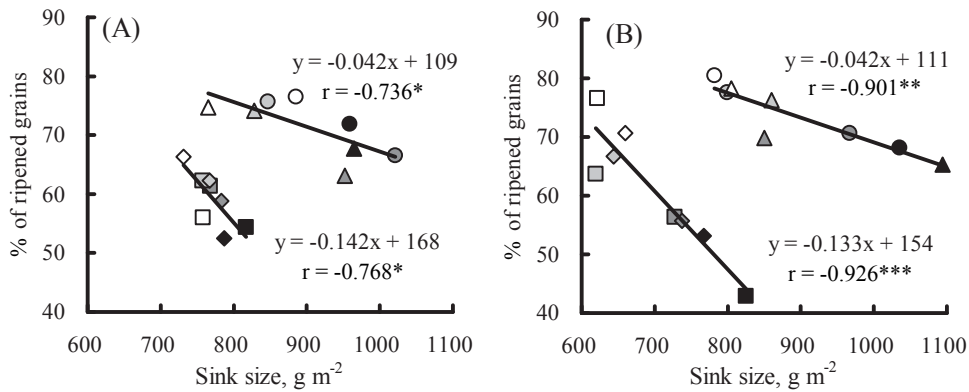 (A)
% of ripened grains
90
80
70
60
50
40
y = -0.042x + 109
r = -0.736*
y = -0.142x + 168
r = -0.768*
600 700 800 900 1000 1100
Sink size, g m-2
(B)
% of ripened grains
90
80
70
60
50
40
y = -0.042x + 111
r = -0.901**
y = -0.133x + 154
r = -0.926***
600 700 800 900 1000 1100
Sink size, g m-2